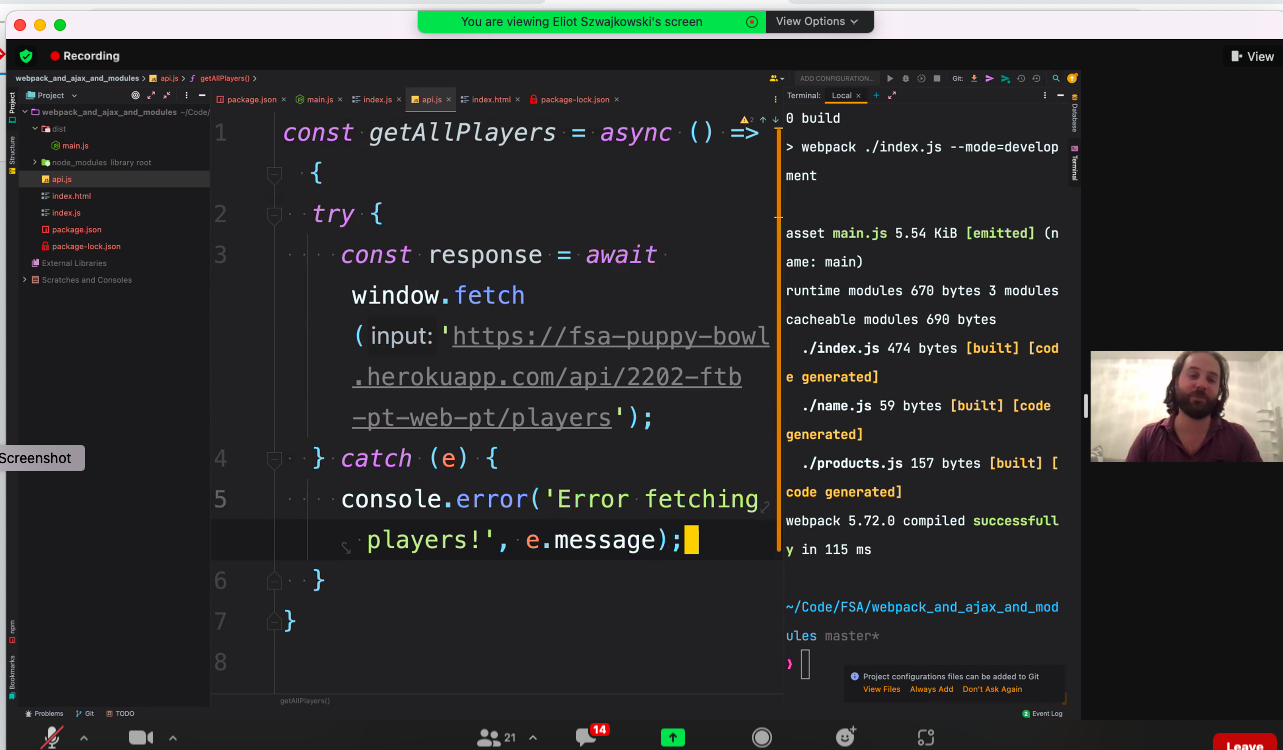 You are viewing Eliot Szwajkowski's screen
View Options
Recording
View
webpack_and_ajax_and_modules
api.js
getAllPlayers()
ADD CONFIGURATION...
Git:
Project
package.json
main.js
index.js
api.js
index.html
package-lock.json
Terminal:
Local
Project
Structure
npm
Bookmarks
Database
Terminal
webpack_and_ajax_and_modules ~/Code/
dist
main.js
node_modules library root
api.js
index.html
index.js
package.json
package-lock.json
External Libraries
Scratches and Consoles
Screenshot
2
1 const getAllPlayers = async () =>
{
2 try {
3 const response = await
window.fetch
(input: 'https://fsa-puppy-bowl
.herokuapp.com/api/2202-ftb
-pt-web-pt/players');
4 } catch (e) {
5 console.error('Error fetching
players!', e.message);
6 }
7 }
8
getAllPlayers()
0 build
> webpack ./index.js --mode=develop
ment
asset main.js 5.54 KiB [emitted] (n
ame: main)
runtime modules 670 bytes 3 modules
cacheable modules 690 bytes
./index.js 474 bytes [built] [cod
e generated]
./name.js 59 bytes [built] [code
generated]
./products.js 157 bytes [built] [
code generated]
webpack 5.72.0 compiled successfull
y in 115 ms
~/Code/FSA/webpack_and_ajax_and_mod
ules master*
❯
Project configurations files can be added to Git
View Files Always Add Don't Ask Again
Problems
Git
TODO
2 Event Log
21
14
Leave